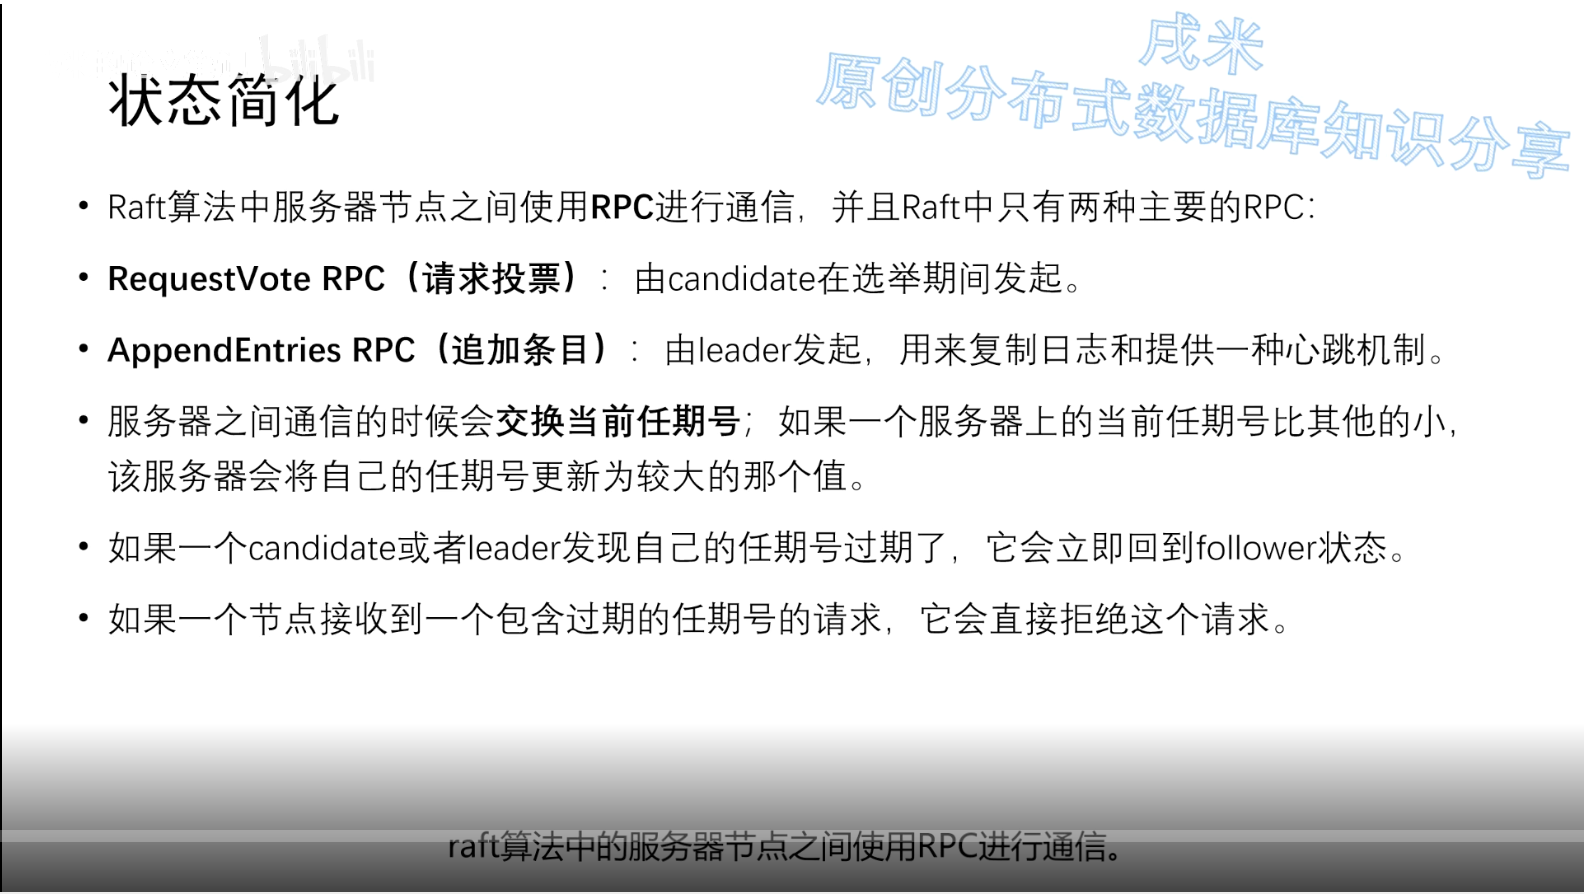 戌米
原创分布式数据库知识分享
bilibili
状态简化
• Raft算法中服务器节点之间使用RPC进行通信，并且Raft中只有两种主要的RPC：
• RequestVote RPC（请求投票）：由candidate在选举期间发起。
• AppendEntries RPC（追加条目）：由leader发起，用来复制日志和提供一种心跳机制。
• 服务器之间通信的时候会交换当前任期号；如果一个服务器上的当前任期号比其他的小，
该服务器会将自己的任期号更新为较大的那个值。
• 如果一个candidate或者leader发现自己的任期号过期了，它会立即回到follower状态。
• 如果一个节点接收到一个包含过期的任期号的请求，它会直接拒绝这个请求。
raft算法中的服务器节点之间使用RPC进行通信。